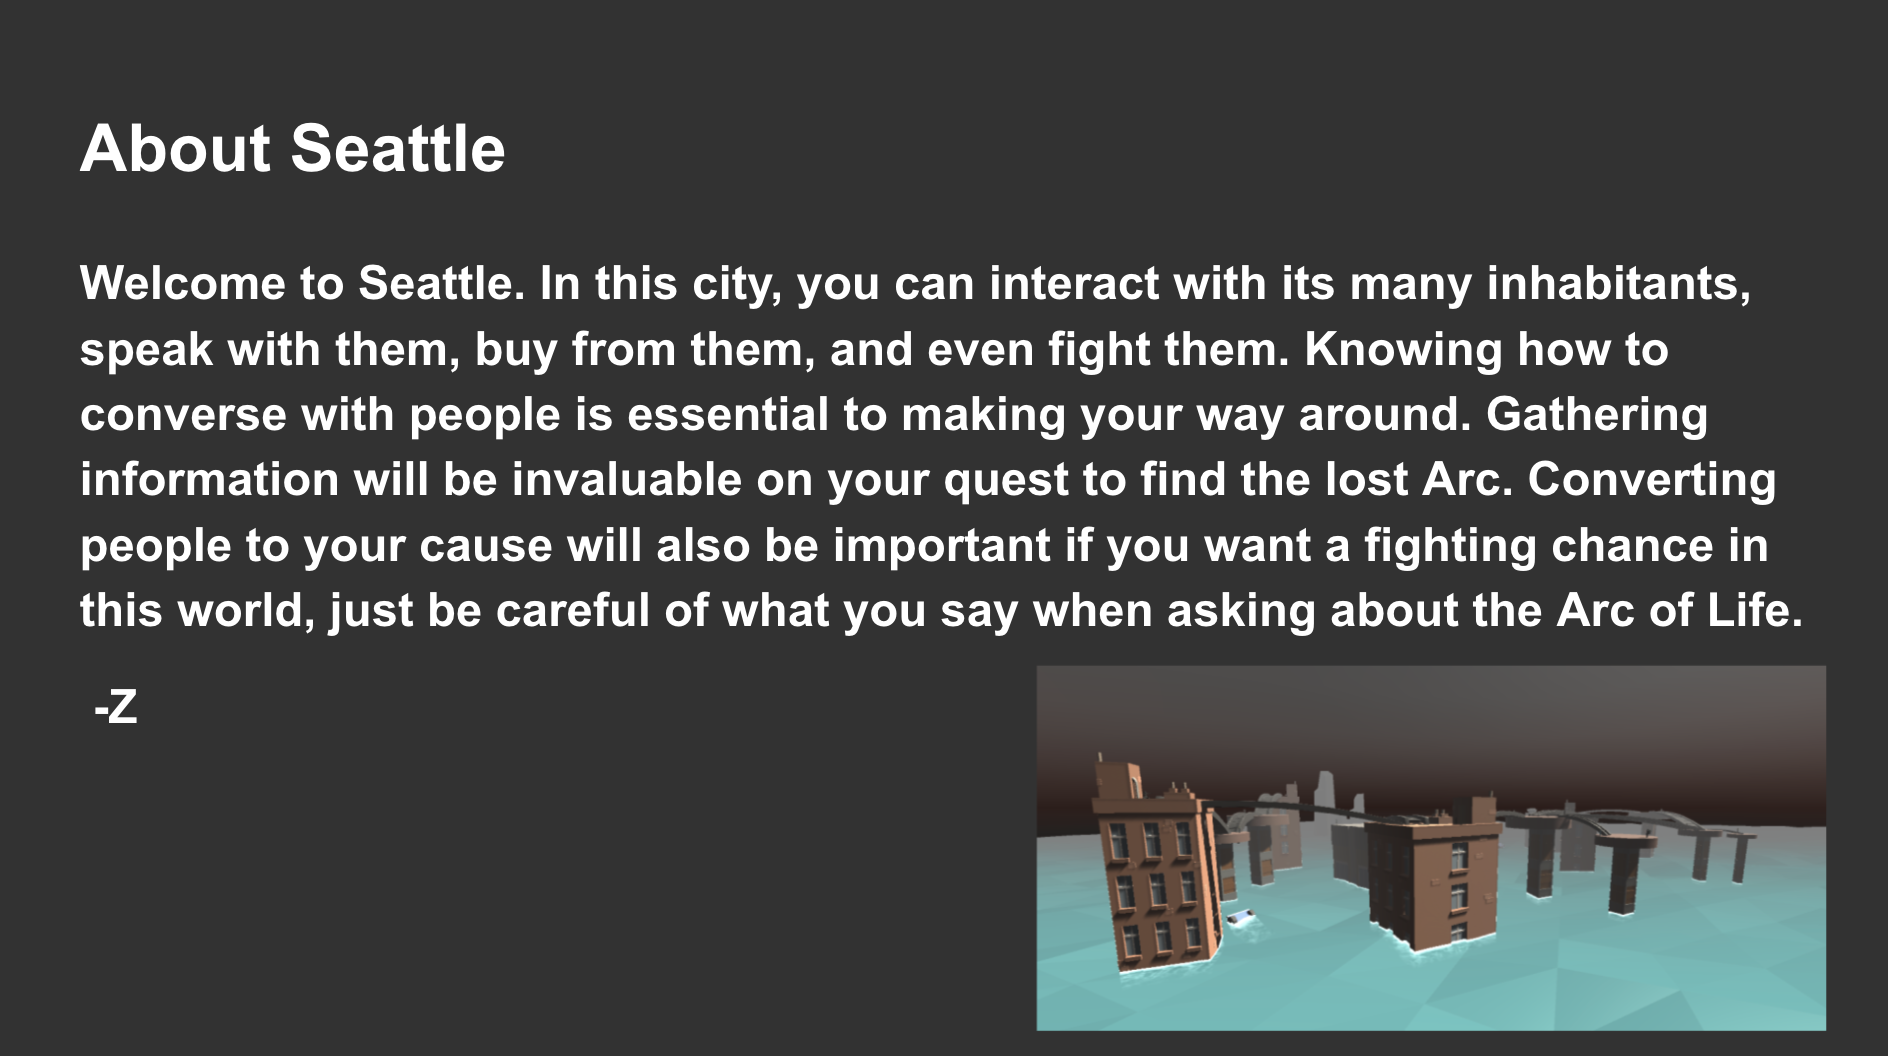 About Seattle
Welcome to Seattle. In this city, you can interact with its many inhabitants,
speak with them, buy from them, and even fight them. Knowing how to
converse with people is essential to making your way around. Gathering
information will be invaluable on your quest to find the lost Arc. Converting
people to your cause will also be important if you want a fighting chance in
this world, just be careful of what you say when asking about the Arc of Life.
-Z